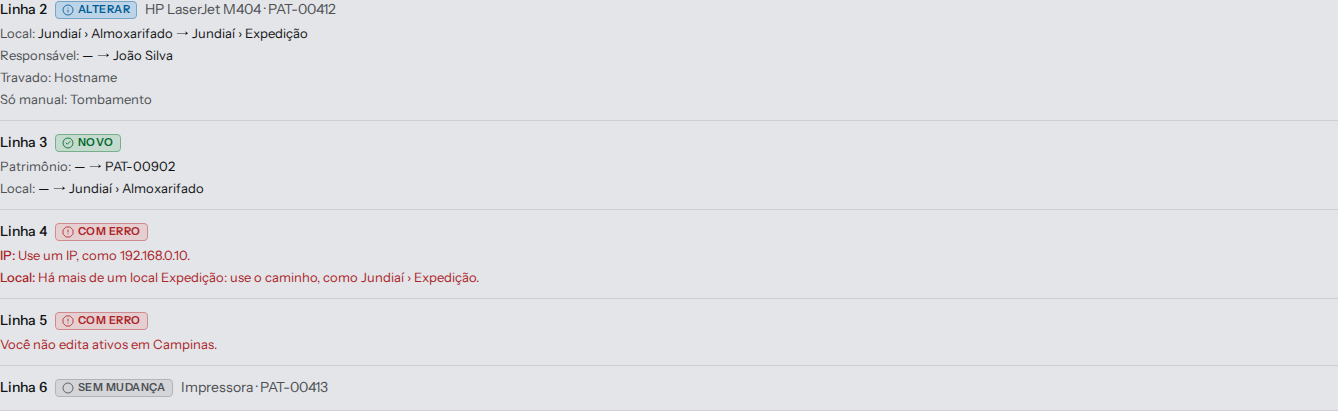 Linha 2 ALTERAR HP LaserJet M404 · PAT-00412
Local: Jundiaí › Almoxarifado → Jundiaí › Expedição
Responsável: — → João Silva
Travado: Hostname
Só manual: Tombamento
Linha 3 NOVO
Patrimônio: — → PAT-00902
Local: — → Jundiaí › Almoxarifado
Linha 4 COM ERRO
IP: Use um IP, como 192.168.0.10.
Local: Há mais de um local Expedição: use o caminho, como Jundiaí › Expedição.
Linha 5 COM ERRO
Você não edita ativos em Campinas.
Linha 6 SEM MUDANÇA Impressora · PAT-00413